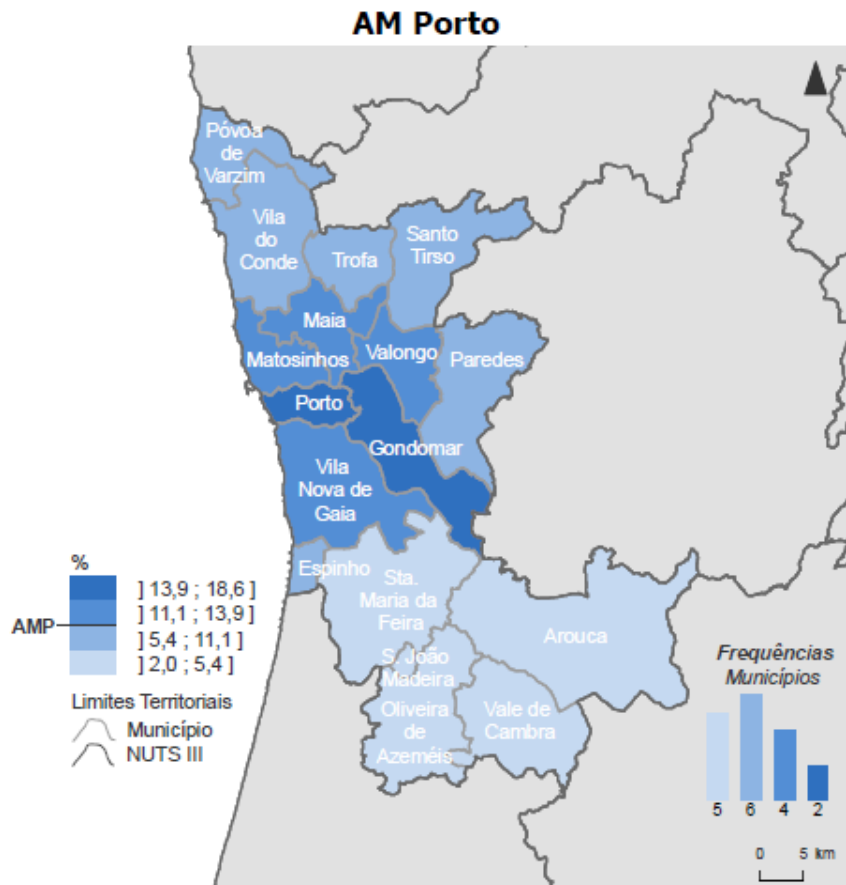 AM Porto
Póvoa
de
Varzim
Vila
do
Conde
Trofa
Santo
Tirso
Maia
Matosinhos
Valongo
Paredes
Porto
Gondomar
Vila
Nova de
Gaia
Espinho
Sta.
Maria da
Feira
Arouca
S. João
Madeira
Oliveira
de
Azeméis
Vale de
Cambra
%
] 13,9 ; 18,6 ]
] 11,1 ; 13,9 ]
AMP
] 5,4 ; 11,1 ]
] 2,0 ; 5,4 ]
Limites Territoriais
Município
NUTS III
Frequências
Municípios
5 6 4 2
0 5 km